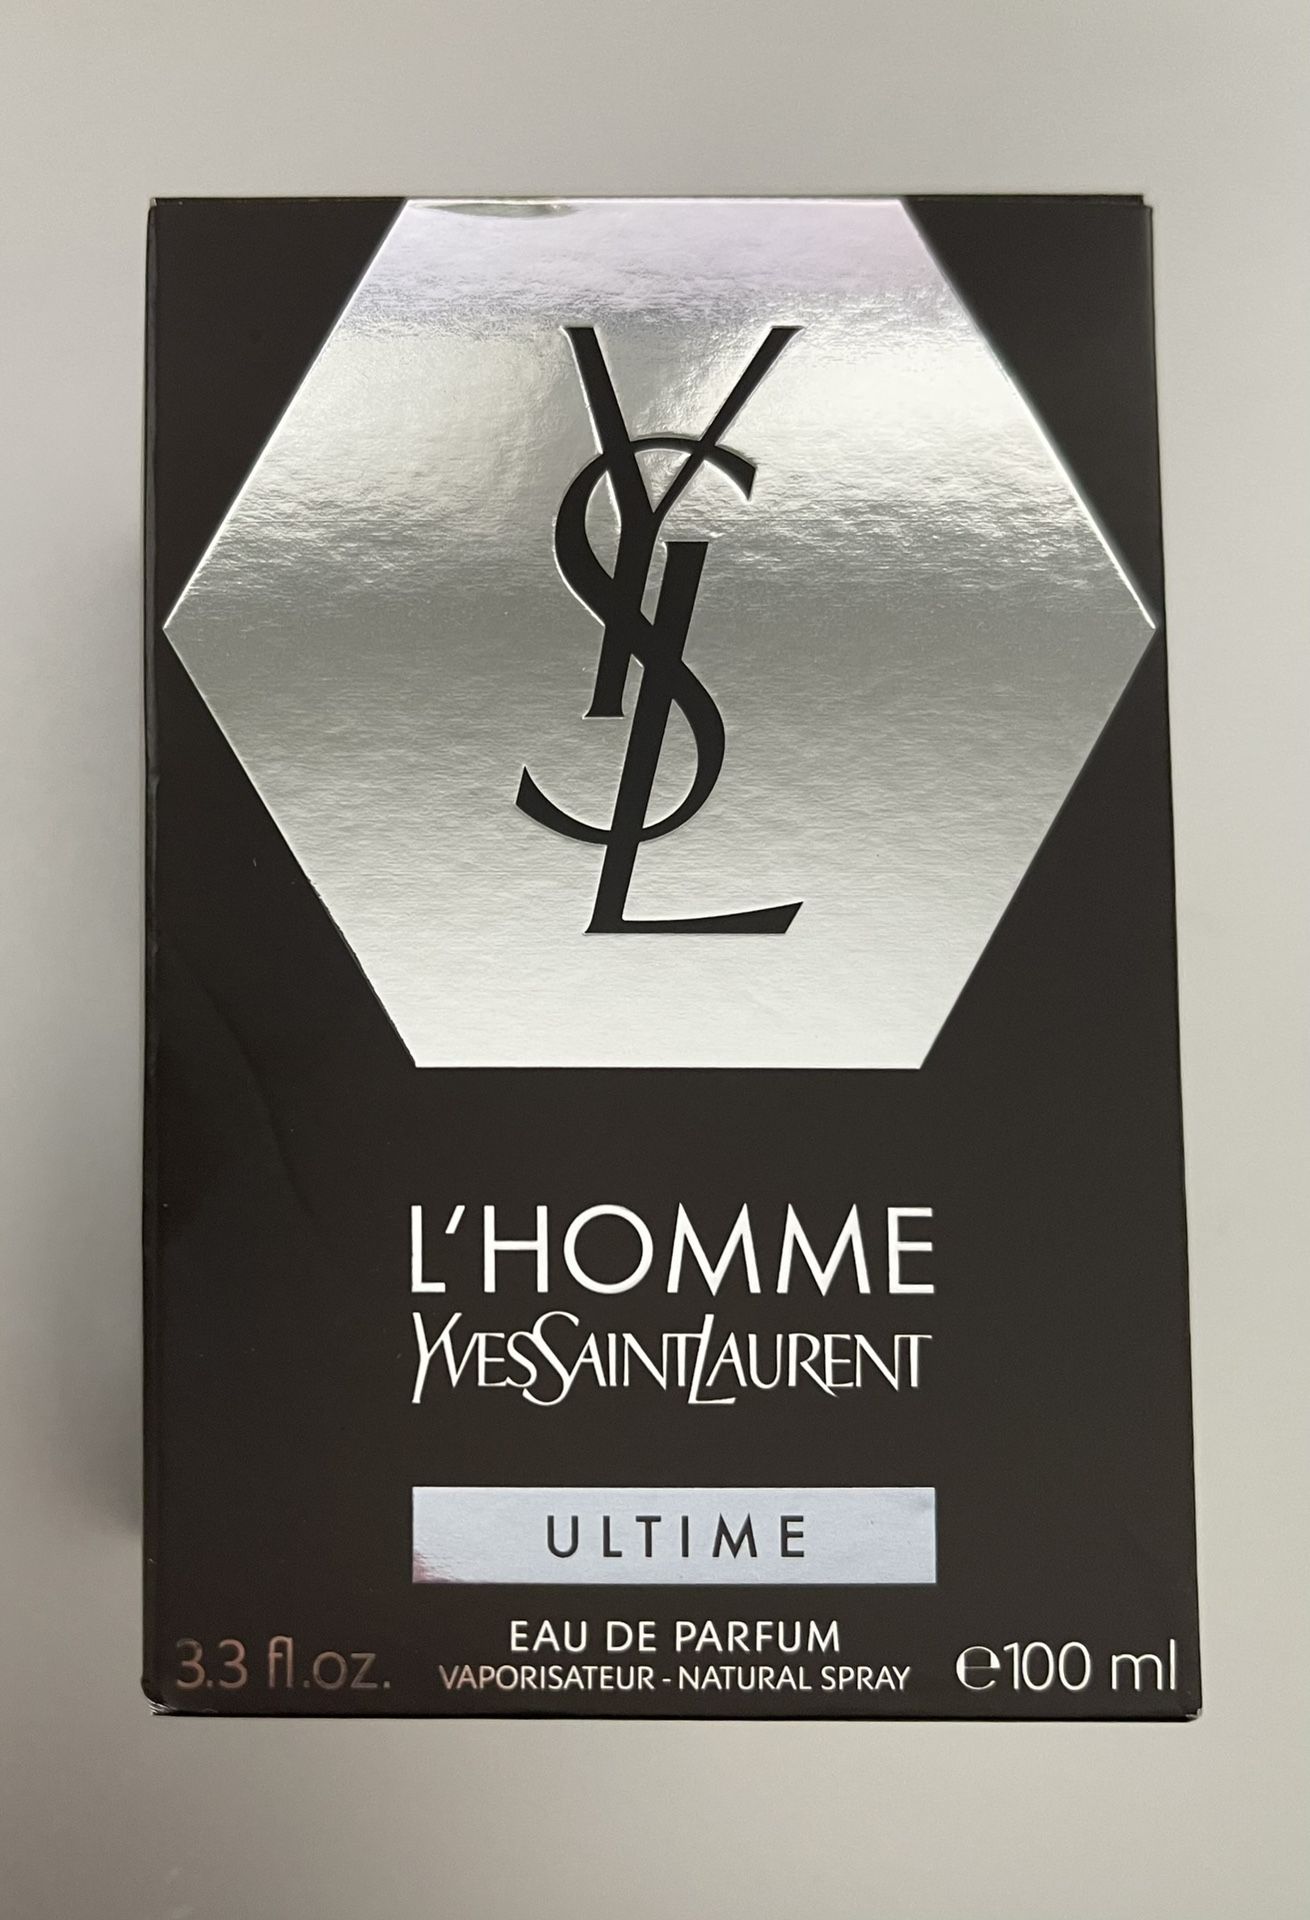 YSL
L'HOMME
YVESSAINTLAURENT
ULTIME
EAU DE PARFUM
VAPORISATEUR - NATURAL SPRAY
3.3 fl.oz.
℮100 ml